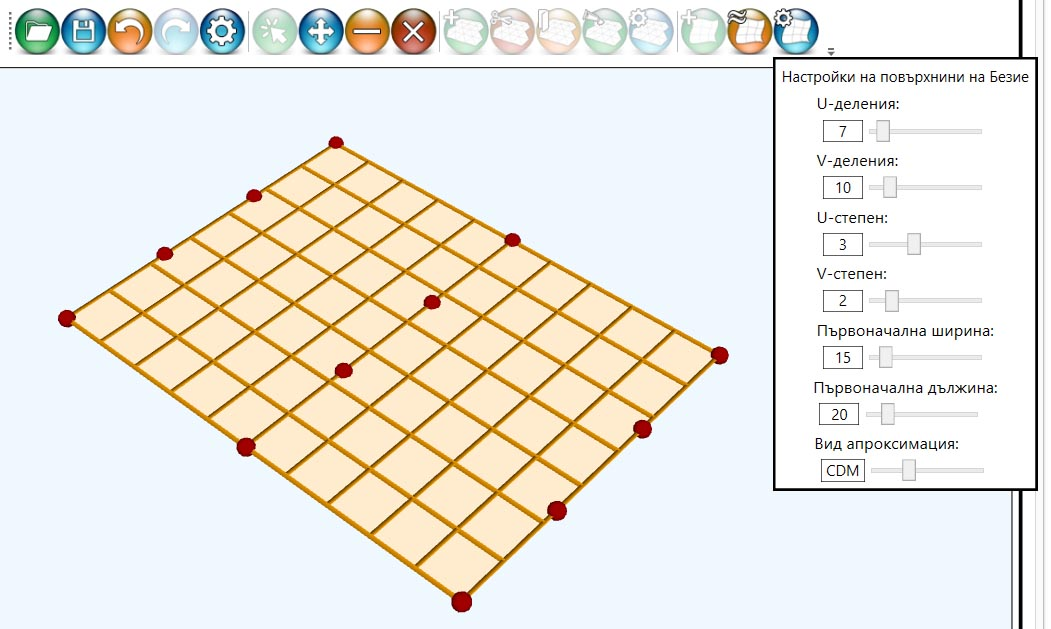 Настройки на повърхнини на Безие
U-деления:
7
V-деления:
10
U-степен:
3
V-степен:
2
Първоначална ширина:
15
Първоначална дължина:
20
Вид апроксимация:
CDM